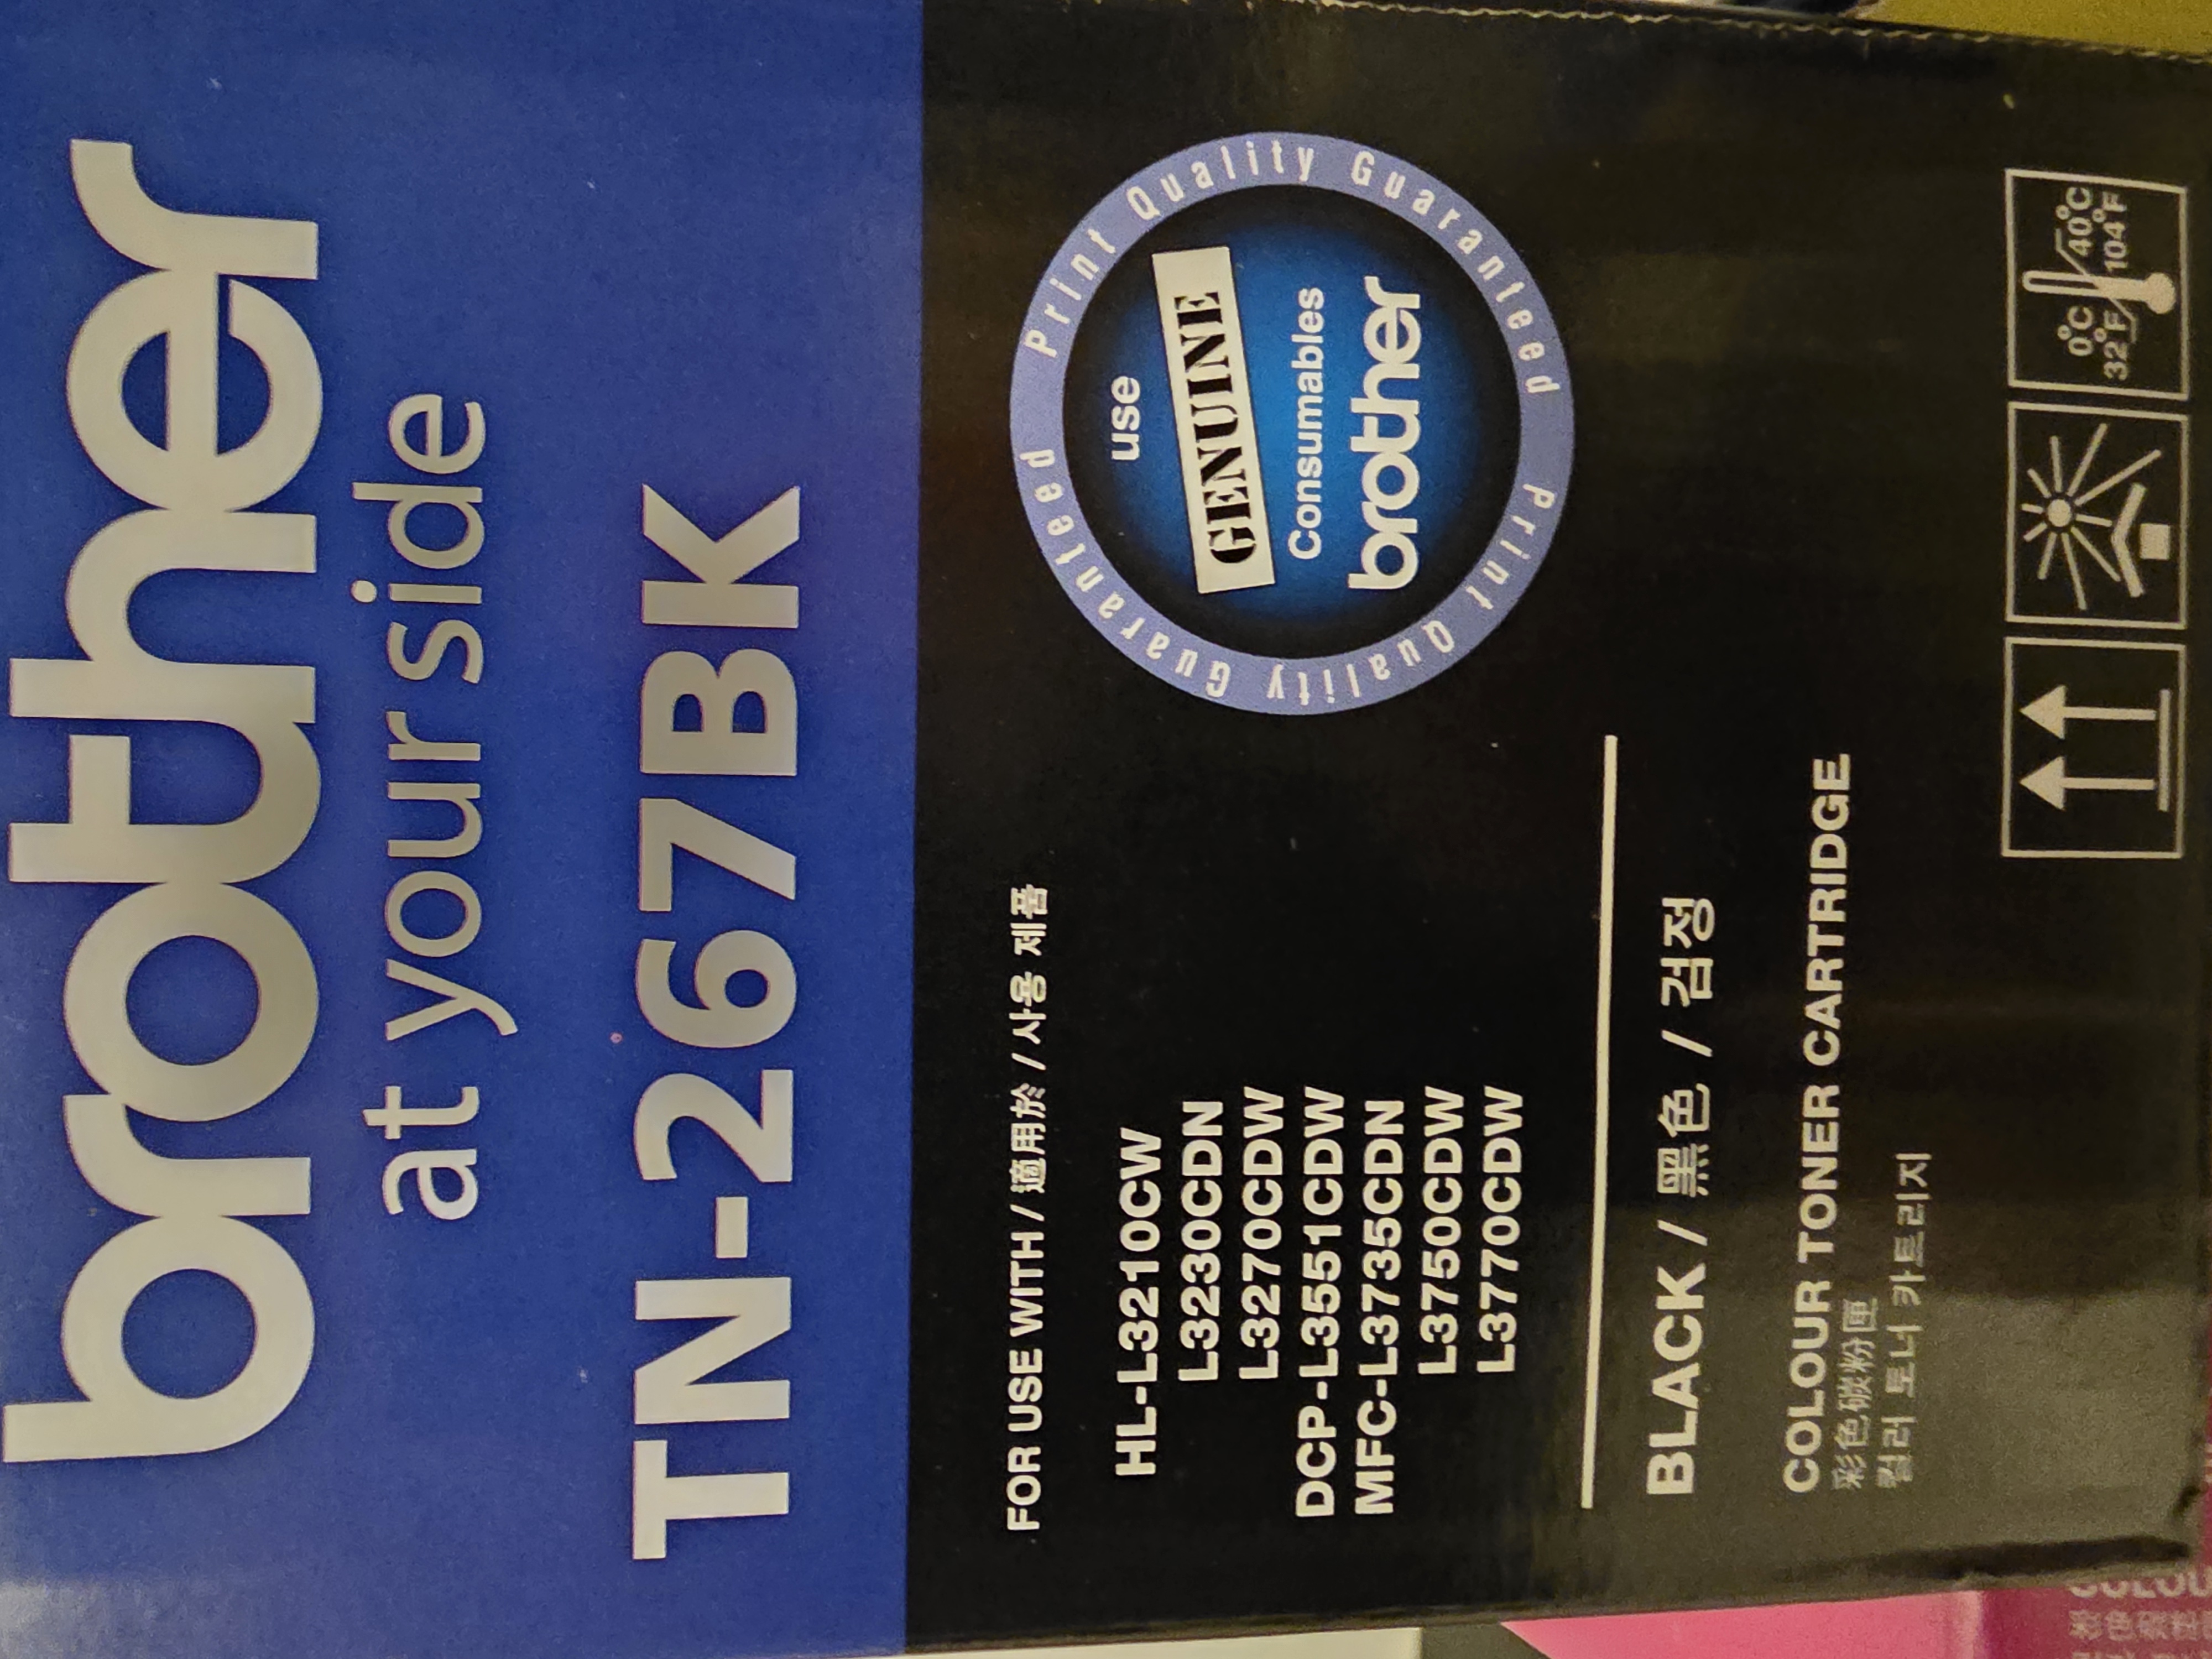 brother
at your side
TN-267BK
FOR USE WITH / 適用於 / 사용 제품
HL-L3210CW
L3230CDN
L3270CDW
DCP-L3551CDW
MFC-L3735CDN
L3750CDW
L3770CDW
Print Quality Guaranteed Print Quality Guaranteed
use
GENUINE
Consumables
brother
BLACK / 黑色 / 검정
COLOUR TONER CARTRIDGE
彩色碳粉匣
컬러 토너 카트리지
0°C 40°C
32°F 104°F